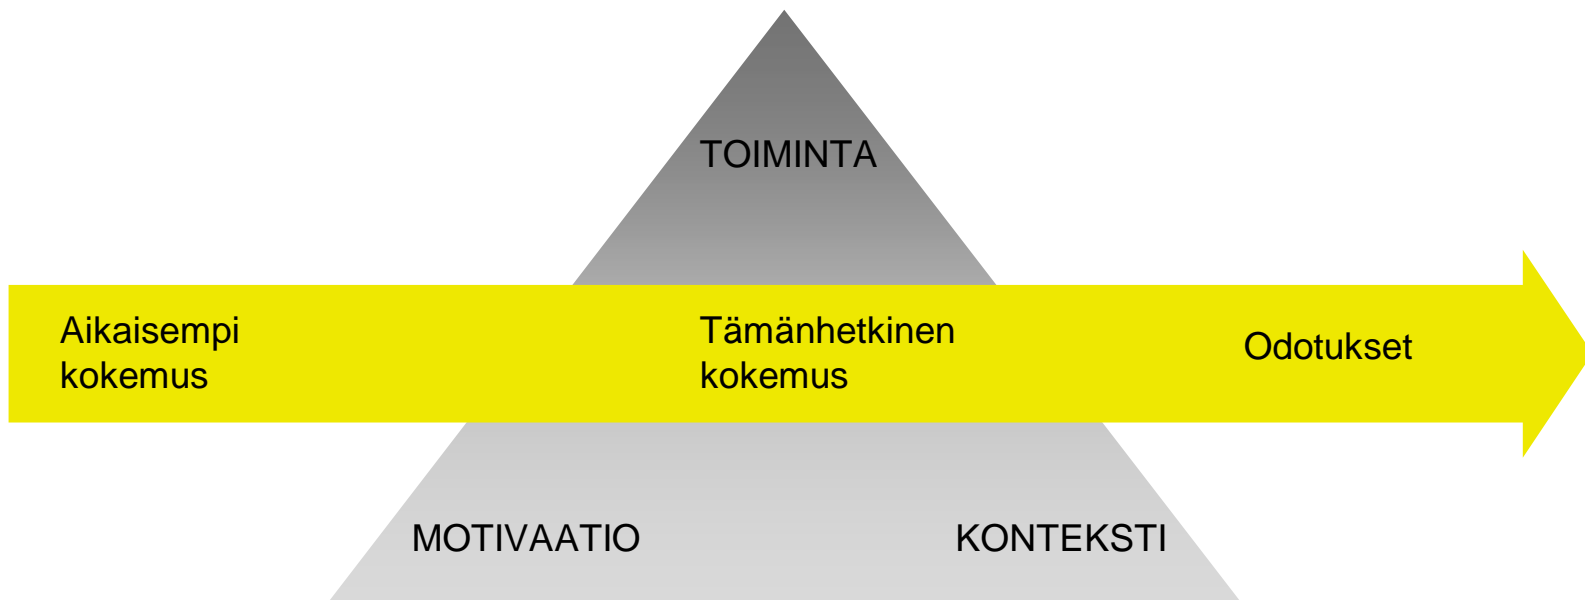 TOIMINTA
Aikaisempi
kokemus
Tämänhetkinen
kokemus
Odotukset
MOTIVAATIO
KONTEKSTI